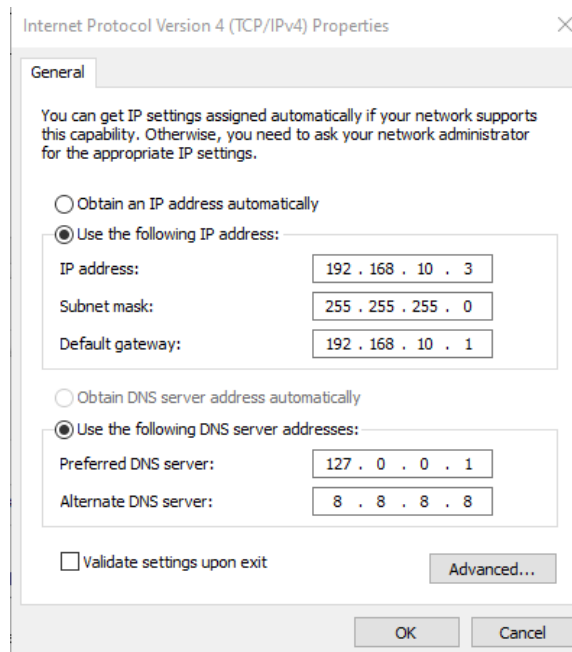 Internet Protocol Version 4 (TCP/IPv4) Properties
General
You can get IP settings assigned automatically if your network supports
this capability. Otherwise, you need to ask your network administrator
for the appropriate IP settings.
Obtain an IP address automatically
Use the following IP address:
IP address: 192 . 168 . 10 . 3
Subnet mask: 255 . 255 . 255 . 0
Default gateway: 192 . 168 . 10 . 1
Obtain DNS server address automatically
Use the following DNS server addresses:
Preferred DNS server: 127 . 0 . 0 . 1
Alternate DNS server: 8 . 8 . 8 . 8
Validate settings upon exit
Advanced...
OK Cancel